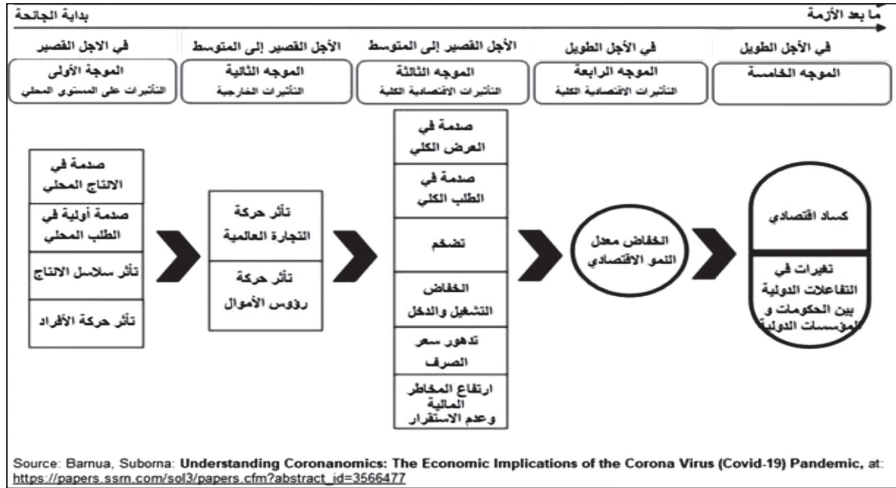 بداية الجائحة
ما بعد الأزمة
في الاجل القصير
الأجل القصير إلى المتوسط
الأجل القصير إلى المتوسط
في الأجل الطويل
في الأجل الطويل
الموجة الأولى
التأثيرات على المستوى المحلي
الموجه الثانية
التأثيرات الخارجية
الموجه الثالثة
التأثيرات الاقتصادية الكلية
الموجه الرابعة
التأثيرات الاقتصادية الكلية
الموجه الخامسة
صدمة في
الانتاج المحلي
صدمة أولية في
الطلب المحلي
تأثر سلاسل الانتاج
تأثر حركة الأفراد
تأثر حركة
التجارة العالمية
تأثر حركة
رؤوس الأموال
صدمة في
العرض الكلي
صدمة في
الطلب الكلي
تضخم
انخفاض
التشغيل والدخل
تدهور سعر
الصرف
ارتفاع المخاطر
المالية
وعدم الاستقرار
انخفاض معدل
النمو الاقتصادي
كساد اقتصادي
تغيرات في
التفاعلات الدولية
بين الحكومات و
المؤسسات الدولية
Source: Barnua, Suborna: Understanding Coronanomics: The Economic Implications of the Corona Virus (Covid-19) Pandemic, at:
https://papers.ssrn.com/sol3/papers.cfm?abstract_id=3566477